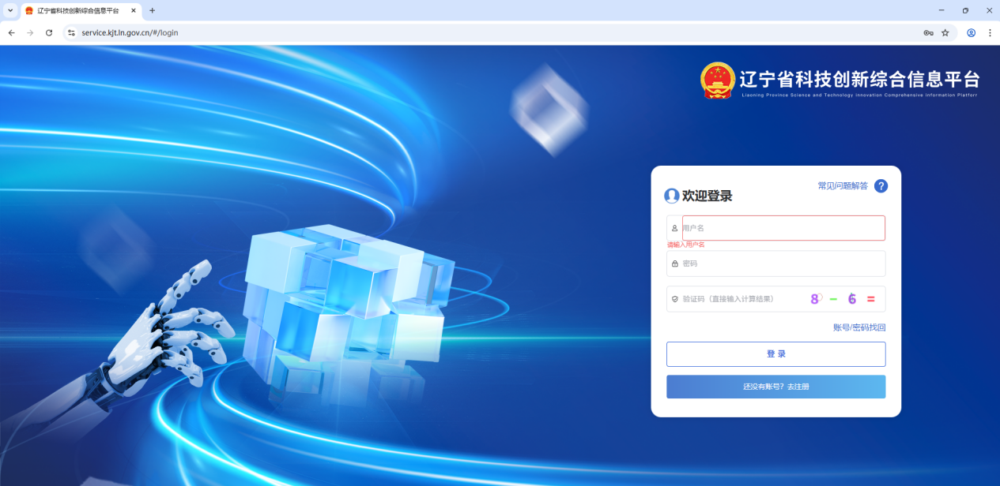 辽宁省科技创新综合信息平台
service.kjt.ln.gov.cn/#/login
辽宁省科技创新综合信息平台
Liaoning Province Science and Technology Innovation Comprehensive Information Platforr
常见问题解答 ?
欢迎登录
用户名
请输入用户名
密码
验证码（直接输入计算结果） 8 - 6 =
账号/密码找回
登 录
还没有账号? 去注册